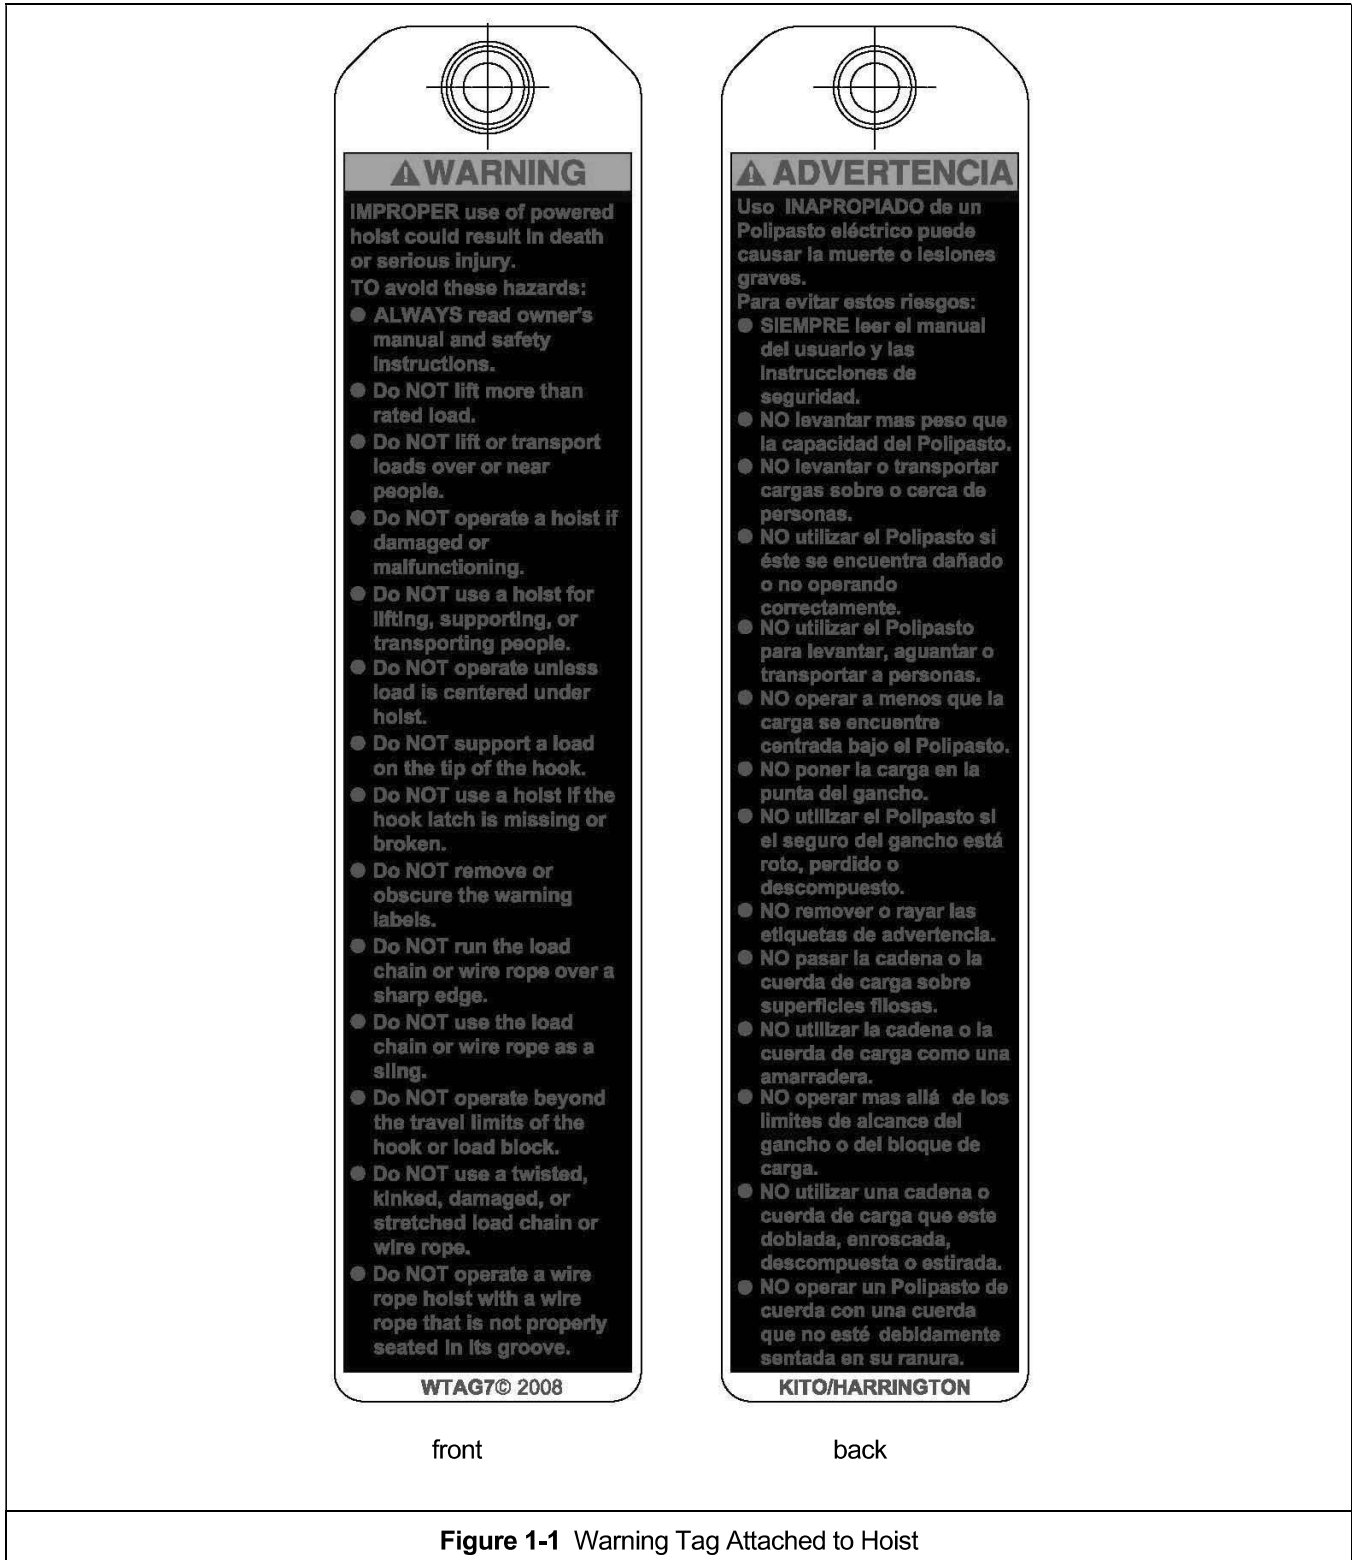 WARNING
IMPROPER use of powered
hoist could result in death
or serious injury.
TO avoid these hazards:
● ALWAYS read owner's
manual and safety
instructions.
● Do NOT lift more than
rated load.
● Do NOT lift or transport
loads over or near
people.
● Do NOT operate a hoist if
damaged or
malfunctioning.
● Do NOT use a hoist for
lifting, supporting, or
transporting people.
● Do NOT operate unless
load is centered under
hoist.
● Do NOT support a load
on the tip of the hook.
● Do NOT use a hoist if the
hook latch is missing or
broken.
● Do NOT remove or
obscure the warning
labels.
● Do NOT run the load
chain or wire rope over a
sharp edge.
● Do NOT use the load
chain or wire rope as a
sling.
● Do NOT operate beyond
the travel limits of the
hook or load block.
● Do NOT use a twisted,
kinked, damaged, or
stretched load chain or
wire rope.
● Do NOT operate a wire
rope hoist with a wire
rope that is not properly
seated in its groove.
WTAG7© 2008
front
ADVERTENCIA
Uso INAPROPIADO de un
Polipasto eléctrico puede
causar la muerte o lesiones
graves.
Para evitar estos riesgos:
● SIEMPRE leer el manual
del usuario y las
instrucciones de
seguridad.
● NO levantar mas peso que
la capacidad del Polipasto.
● NO levantar o transportar
cargas sobre o cerca de
personas.
● NO utilizar el Polipasto si
éste se encuentra dañado
o no operando
correctamente.
● NO utilizar el Polipasto
para levantar, aguantar o
transportar a personas.
● NO operar a menos que la
carga se encuentre
centrada bajo el Polipasto.
● NO poner la carga en la
punta del gancho.
● NO utilizar el Polipasto si
el seguro del gancho está
roto, perdido o
descompuesto.
● NO remover o rayar las
etiquetas de advertencia.
● NO pasar la cadena o la
cuerda de carga sobre
superficies filosas.
● NO utilizar la cadena o la
cuerda de carga como una
amarradera.
● NO operar mas allá de los
limites de alcance del
gancho o del bloque de
carga.
● NO utilizar una cadena o
cuerda de carga que este
doblada, enroscada,
descompuesta o estirada.
● NO operar un Polipasto de
cuerda con una cuerda
que no esté debidamente
sentada en su ranura.
KITO/HARRINGTON
back
Figure 1-1 Warning Tag Attached to Hoist